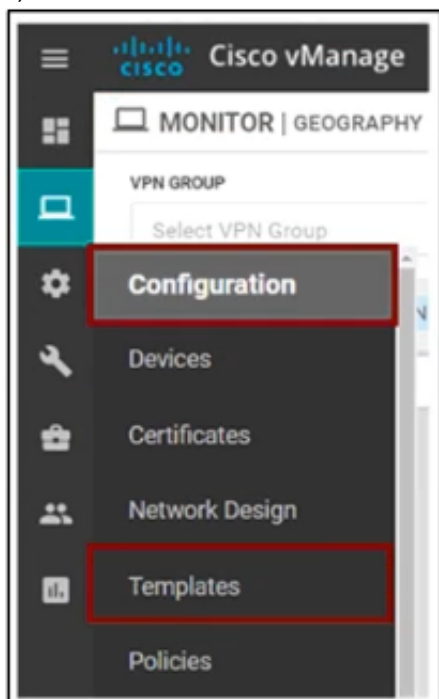 CISCO Cisco vManage
MONITOR | GEOGRAPHY
VPN GROUP
Select VPN Group
Configuration
N
Devices
Certificates
Network Design
Templates
Policies